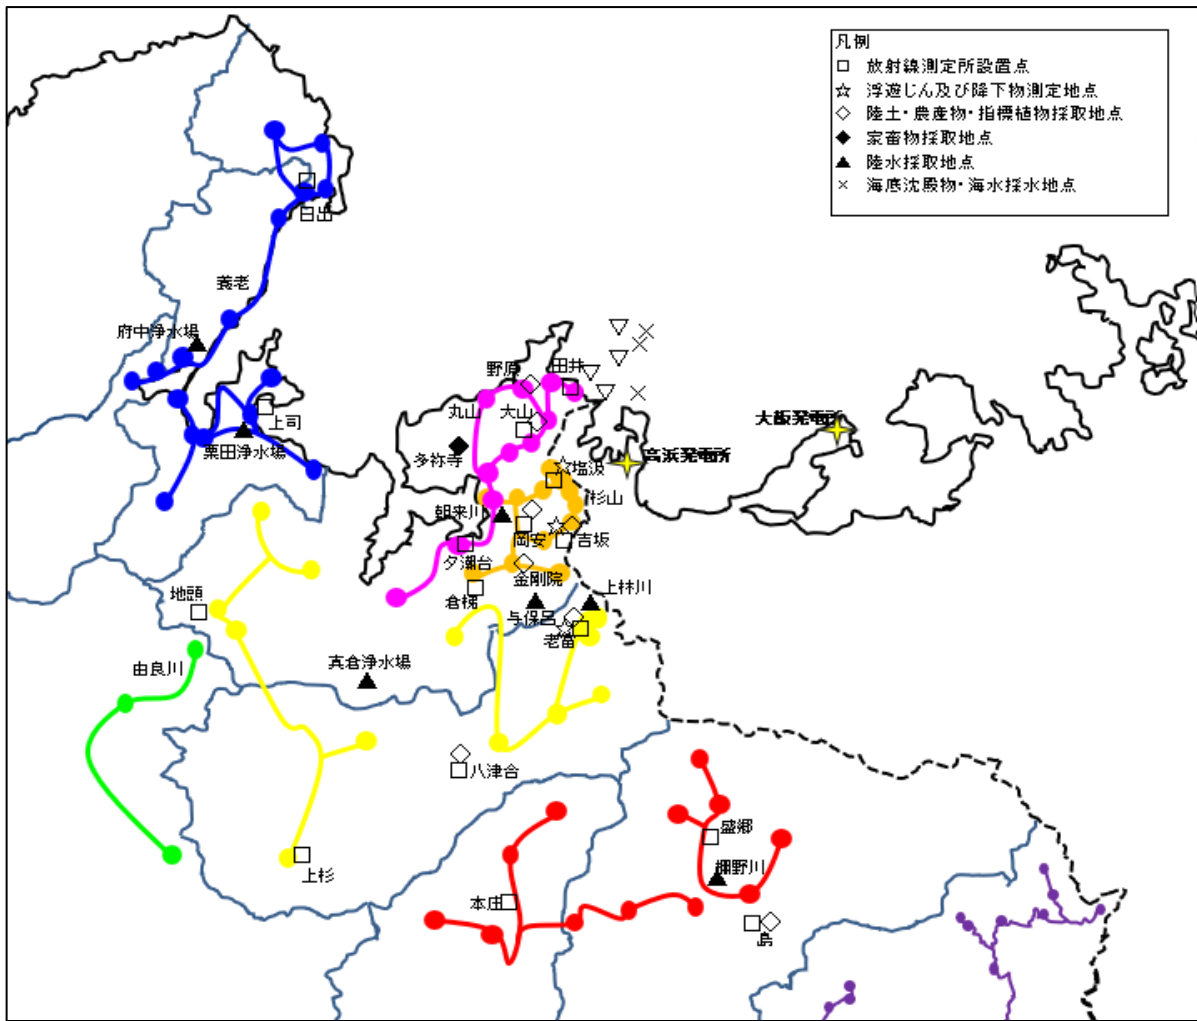 凡例
放射線測定所設置点
浮遊じん及び降下物測定地点
陸土・農産物・指標植物採取地点
家畜物採取地点
陸水採取地点
海底沈殿物・海水採水地点
日出
養老
府中浄水場
上司
栗田浄水場
野原
田井
丸山
大山
多祢寺
大飯発電所
高浜発電所
塩汲
杉山
朝来川
岡安
吉坂
夕潮台
金剛院
倉梯
与保呂
上林川
老富
地頭
由良川
真倉浄水場
八津合
上杉
本庄
盛郷
棚野川
島